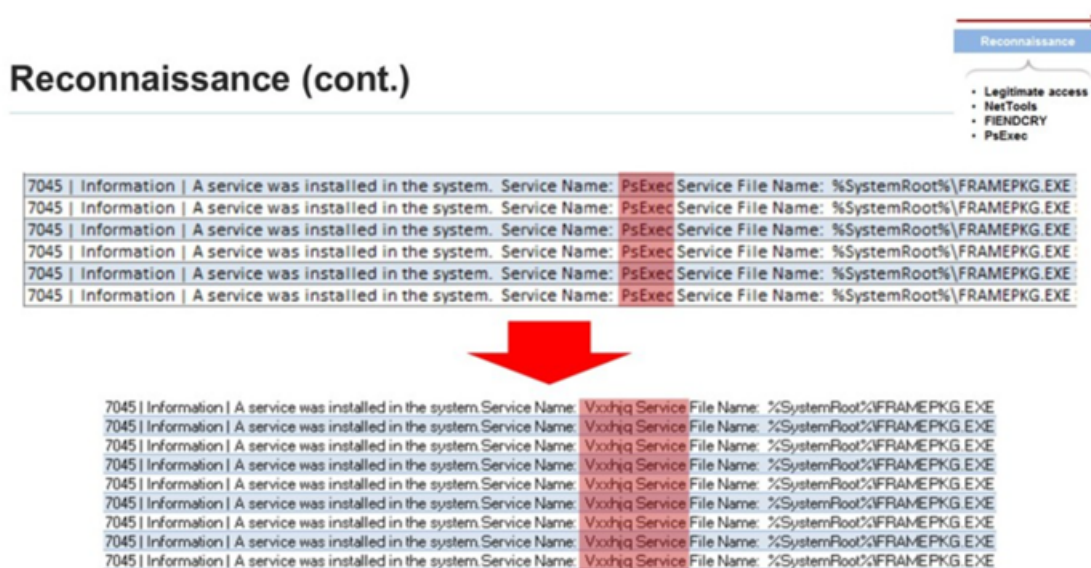 Reconnaissance
Reconnaissance (cont.)
• Legitimate access
• NetTools
• FIENDCRY
• PsExec
7045 | Information | A service was installed in the system. Service Name: PsExec Service File Name: %SystemRoot%\FRAMEPKG.EXE
7045 | Information | A service was installed in the system. Service Name: PsExec Service File Name: %SystemRoot%\FRAMEPKG.EXE
7045 | Information | A service was installed in the system. Service Name: PsExec Service File Name: %SystemRoot%\FRAMEPKG.EXE
7045 | Information | A service was installed in the system. Service Name: PsExec Service File Name: %SystemRoot%\FRAMEPKG.EXE
7045 | Information | A service was installed in the system. Service Name: PsExec Service File Name: %SystemRoot%\FRAMEPKG.EXE
7045 | Information | A service was installed in the system. Service Name: PsExec Service File Name: %SystemRoot%\FRAMEPKG.EXE
7045 | Information | A service was installed in the system.Service Name: Vxxhjq Service File Name: %SystemRoot%\FRAMEPKG.EXE
7045 | Information | A service was installed in the system.Service Name: Vxxhjq Service File Name: %SystemRoot%\FRAMEPKG.EXE
7045 | Information | A service was installed in the system.Service Name: Vxxhjq Service File Name: %SystemRoot%\FRAMEPKG.EXE
7045 | Information | A service was installed in the system.Service Name: Vxxhjq Service File Name: %SystemRoot%\FRAMEPKG.EXE
7045 | Information | A service was installed in the system.Service Name: Vxxhjq Service File Name: %SystemRoot%\FRAMEPKG.EXE
7045 | Information | A service was installed in the system.Service Name: Vxxhjq Service File Name: %SystemRoot%\FRAMEPKG.EXE
7045 | Information | A service was installed in the system.Service Name: Vxxhjq Service File Name: %SystemRoot%\FRAMEPKG.EXE
7045 | Information | A service was installed in the system.Service Name: Vxxhjq Service File Name: %SystemRoot%\FRAMEPKG.EXE
7045 | Information | A service was installed in the system.Service Name: Vxxhjq Service File Name: %SystemRoot%\FRAMEPKG.EXE